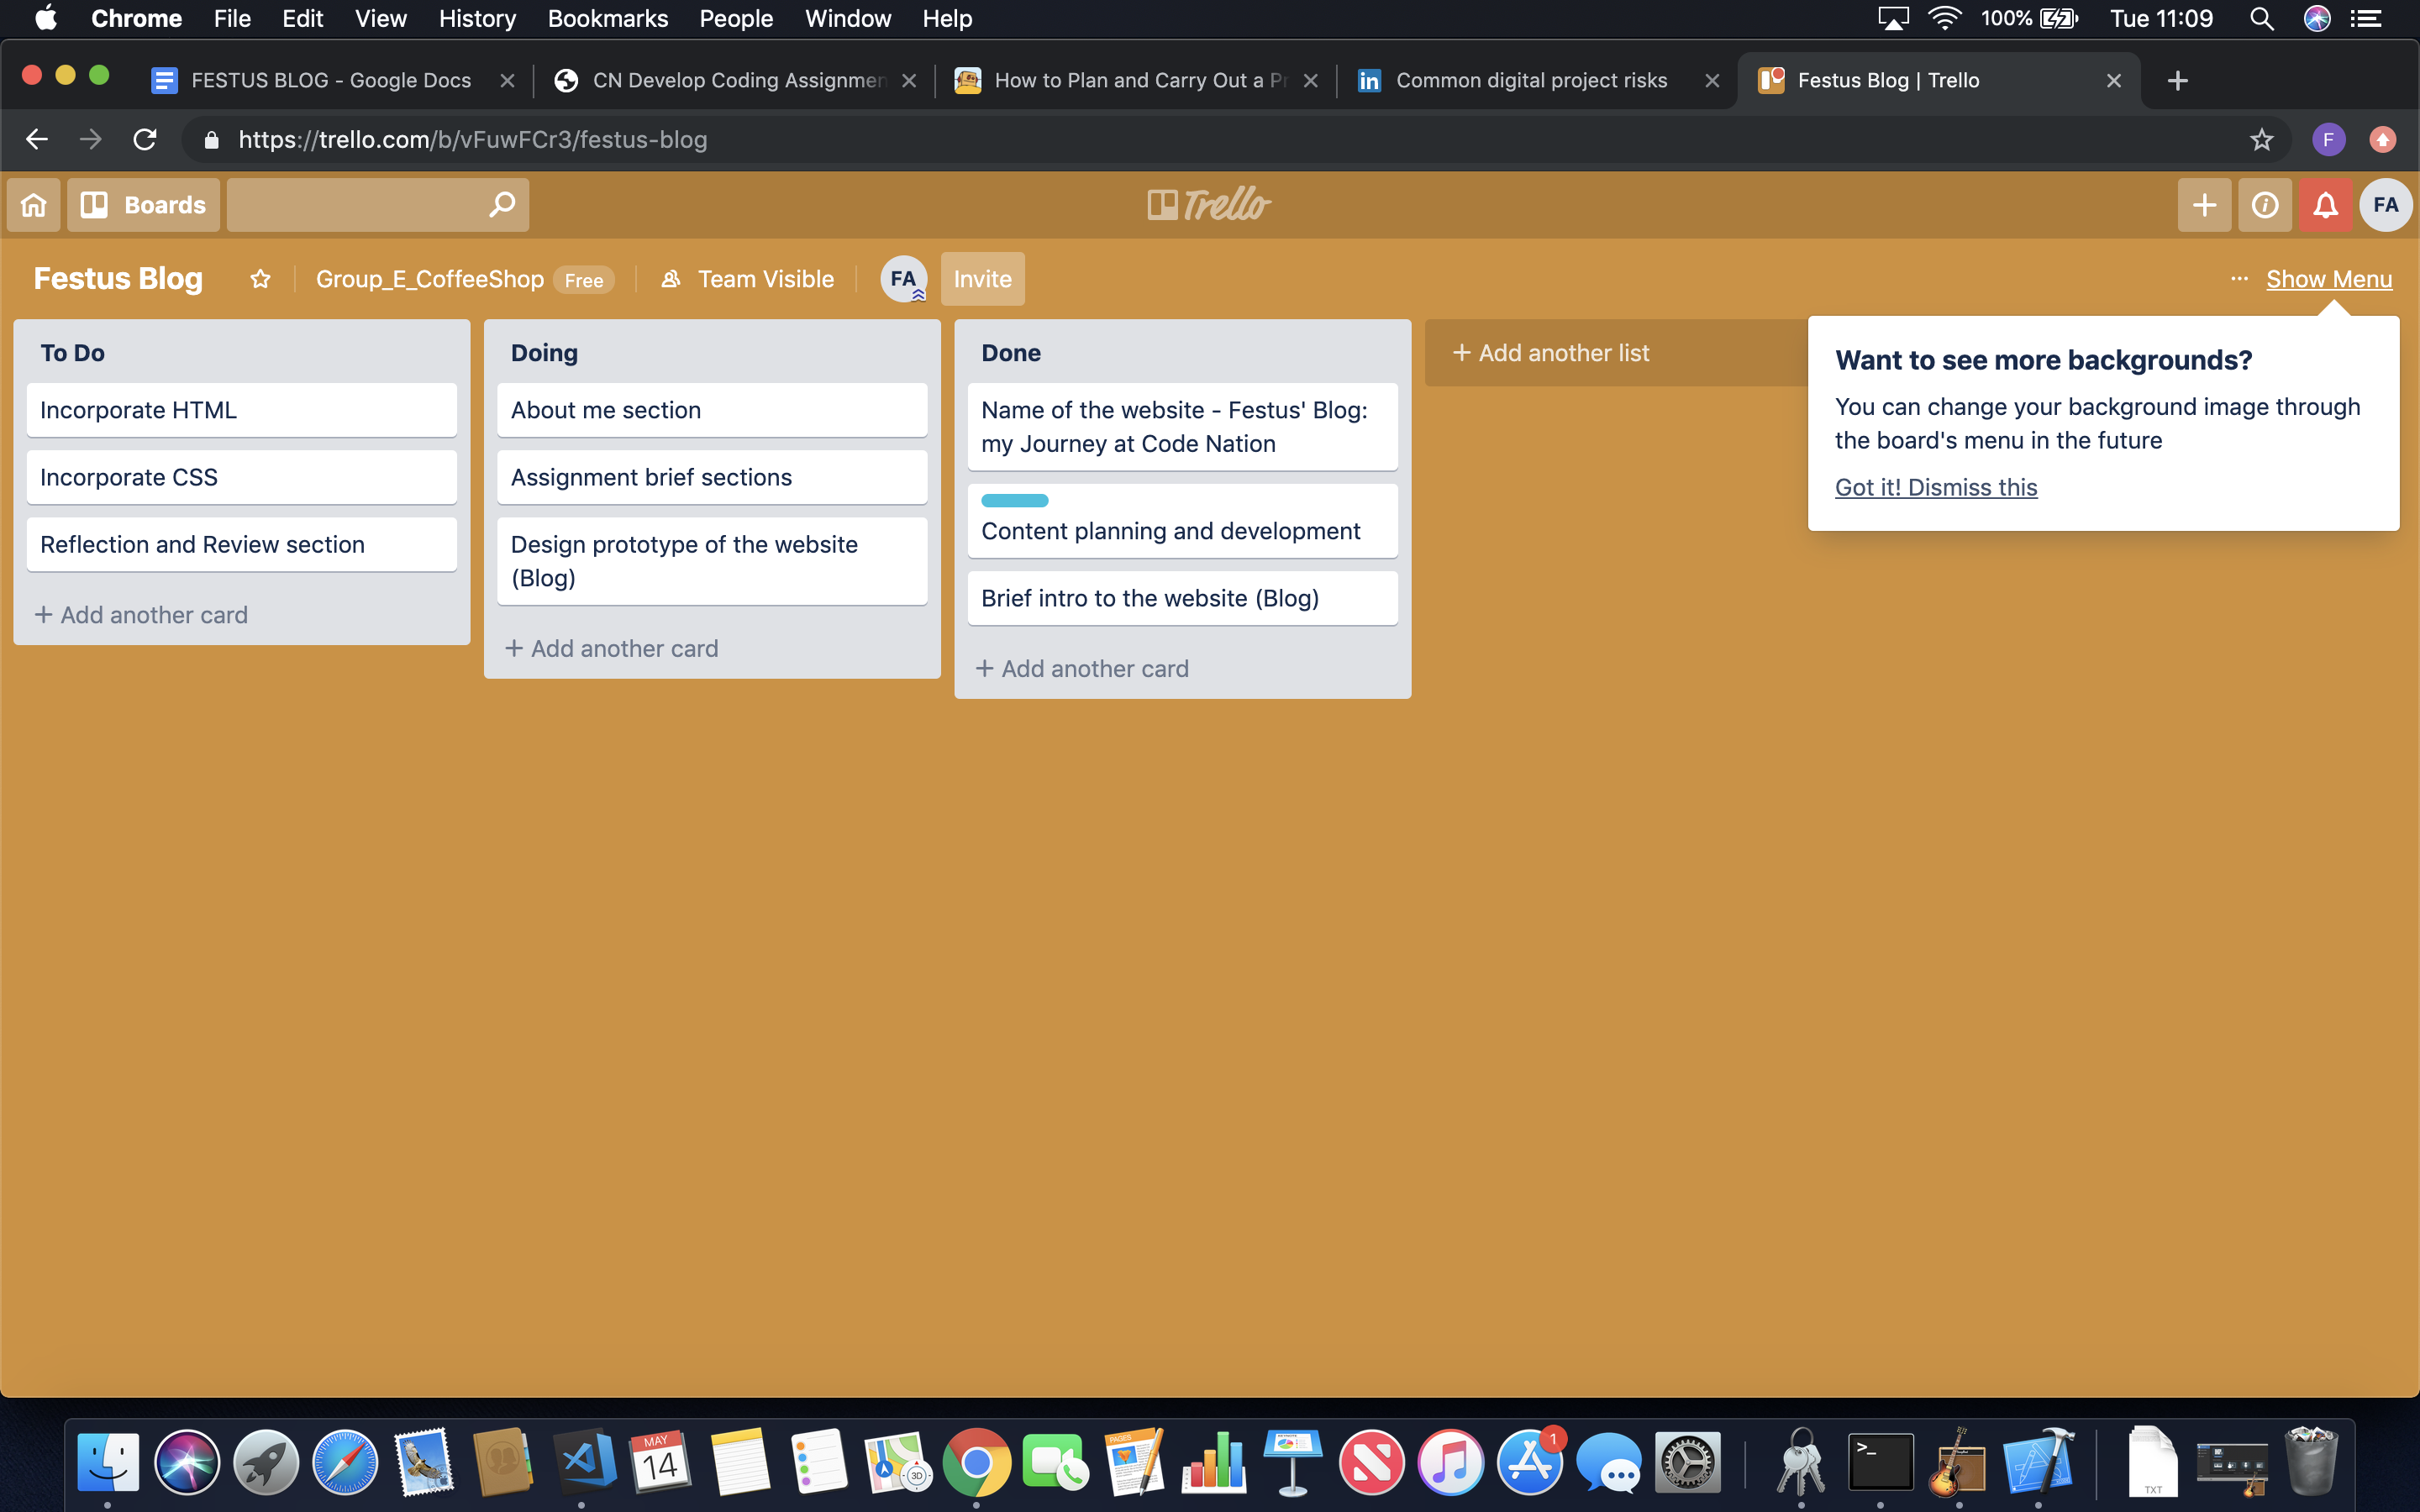 Chrome File Edit View History Bookmarks People Window Help 100% Tue 11:09
FESTUS BLOG - Google Docs CN Develop Coding Assignmen How to Plan and Carry Out a Pr Common digital project risks Festus Blog | Trello
https://trello.com/b/vFuwFCr3/festus-blog F
Boards Trello FA
Festus Blog Group_E_CoffeeShop Free Team Visible FA Invite ... Show Menu
To Do
Incorporate HTML
Incorporate CSS
Reflection and Review section
+ Add another card
Doing
About me section
Assignment brief sections
Design prototype of the website
(Blog)
+ Add another card
Done
Name of the website - Festus' Blog:
my Journey at Code Nation
Content planning and development
Brief intro to the website (Blog)
+ Add another card
+ Add another list
Want to see more backgrounds?
You can change your background image through
the board's menu in the future
Got it! Dismiss this
MAY
14
3D
PAGES
1
>_
TXT